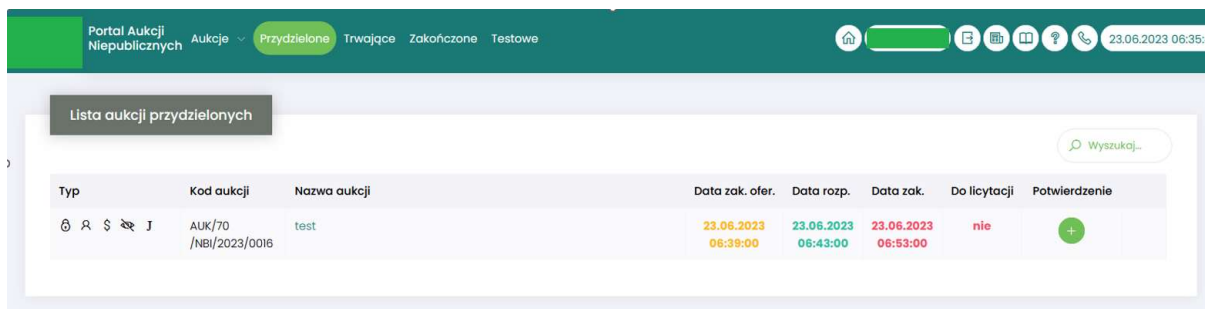 Portal Aukcji
Niepublicznych
Aukcje Przydzielone Trwające Zakończone Testowe
23.06.2023 06:35:
Lista aukcji przydzielonych
Wyszukaj...
Typ Kod aukcji Nazwa aukcji Data zak. ofer. Data rozp. Data zak. Do licytacji Potwierdzenie
$ J AUK/70 test 23.06.2023 23.06.2023 23.06.2023 nie +
/NBI/2023/0016 06:39:00 06:43:00 06:53:00